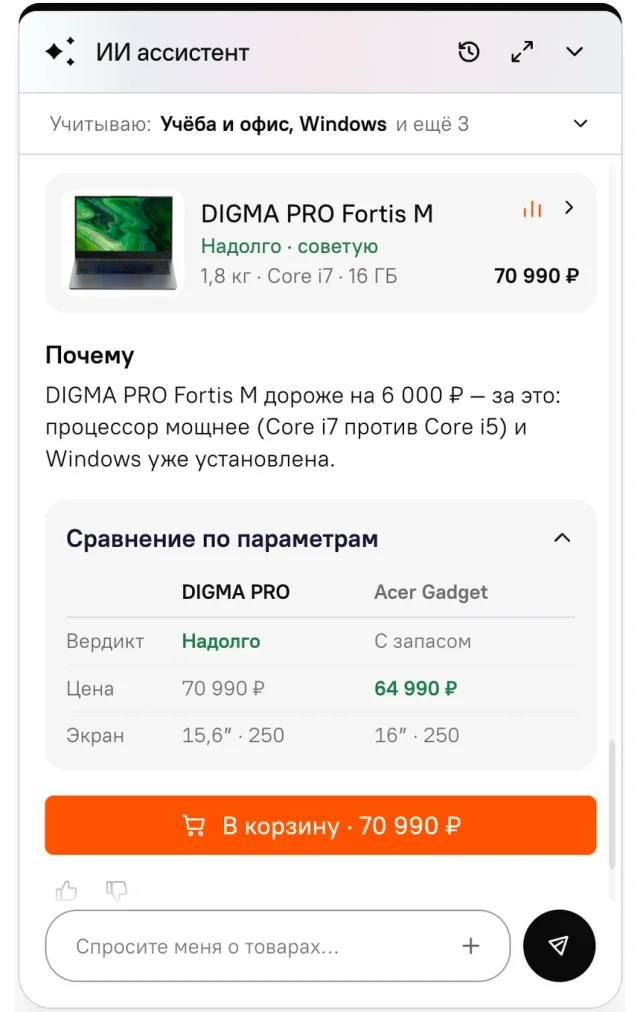 ИИ ассистент
Учитываю: Учёба и офис, Windows и ещё 3
DIGMA PRO Fortis M
Надолго · советую
1,8 кг · Core i7 · 16 ГБ
70 990 ₽
Почему
DIGMA PRO Fortis M дороже на 6 000 ₽ — за это:
процессор мощнее (Core i7 против Core i5) и
Windows уже установлена.
Сравнение по параметрам
DIGMA PRO Acer Gadget
Вердикт Надолго С запасом
Цена 70 990 ₽ 64 990 ₽
Экран 15,6″ · 250 16″ · 250
В корзину · 70 990 ₽
Спросите меня о товарах...